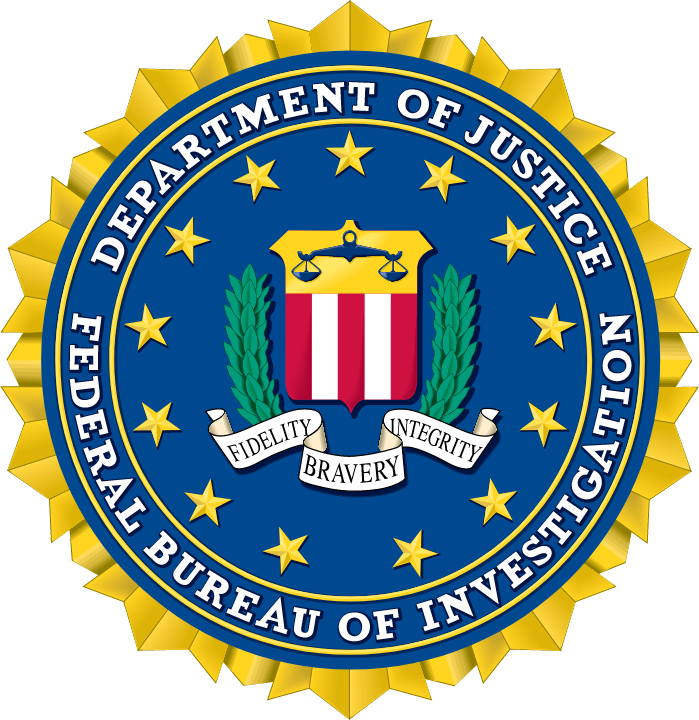 DEPARTMENT OF JUSTICE
FEDERAL BUREAU OF INVESTIGATION
FIDELITY
BRAVERY
INTEGRITY